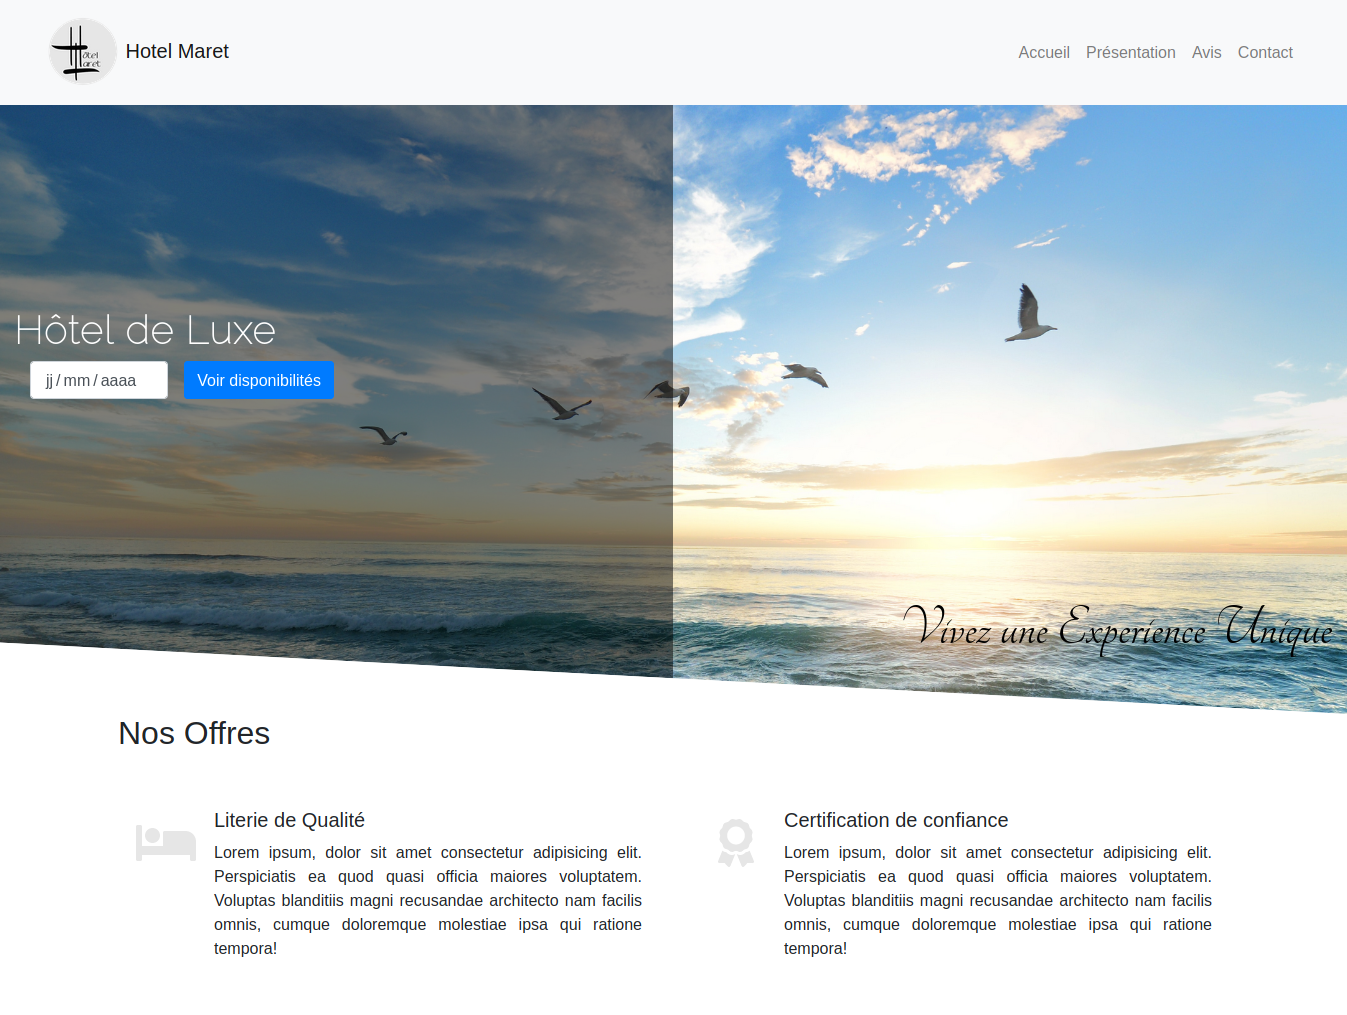 Hôtel Maret
Hotel Maret
Accueil Présentation Avis Contact
Hôtel de Luxe
jj / mm / aaaa
Voir disponibilités
Vivez une Experience Unique
Nos Offres
Literie de Qualité
Lorem ipsum, dolor sit amet consectetur adipisicing elit.
Perspiciatis ea quod quasi officia maiores voluptatem.
Voluptas blanditiis magni recusandae architecto nam facilis
omnis, cumque doloremque molestiae ipsa qui ratione
tempora!
Certification de confiance
Lorem ipsum, dolor sit amet consectetur adipisicing elit.
Perspiciatis ea quod quasi officia maiores voluptatem.
Voluptas blanditiis magni recusandae architecto nam facilis
omnis, cumque doloremque molestiae ipsa qui ratione
tempora!